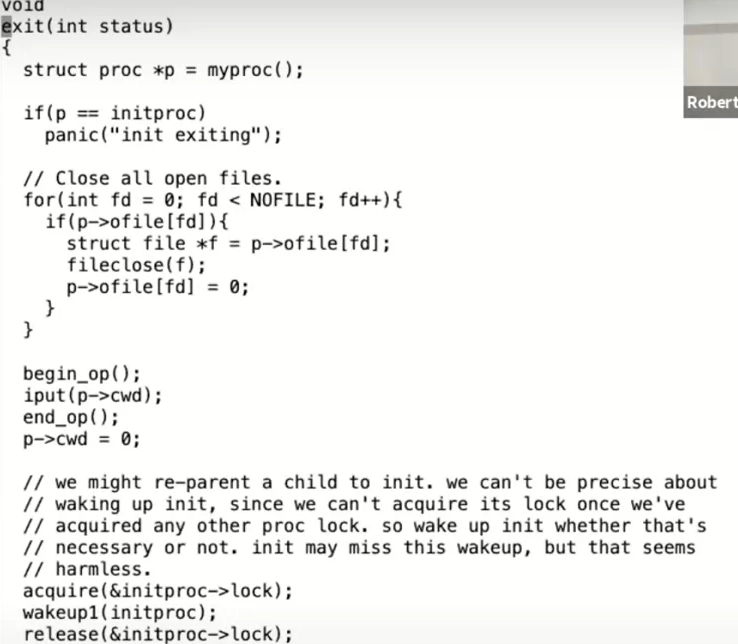 void
exit(int status)
{
  struct proc *p = myproc();

  if(p == initproc)
    panic("init exiting");

  // Close all open files.
  for(int fd = 0; fd < NOFILE; fd++){
    if(p->ofile[fd]){
      struct file *f = p->ofile[fd];
      fileclose(f);
      p->ofile[fd] = 0;
    }
  }

  begin_op();
  iput(p->cwd);
  end_op();
  p->cwd = 0;

  // we might re-parent a child to init. we can't be precise about
  // waking up init, since we can't acquire its lock once we've
  // acquired any other proc lock. so wake up init whether that's
  // necessary or not. init may miss this wakeup, but that seems
  // harmless.
  acquire(&initproc->lock);
  wakeup1(initproc);
  release(&initproc->lock);
Robert